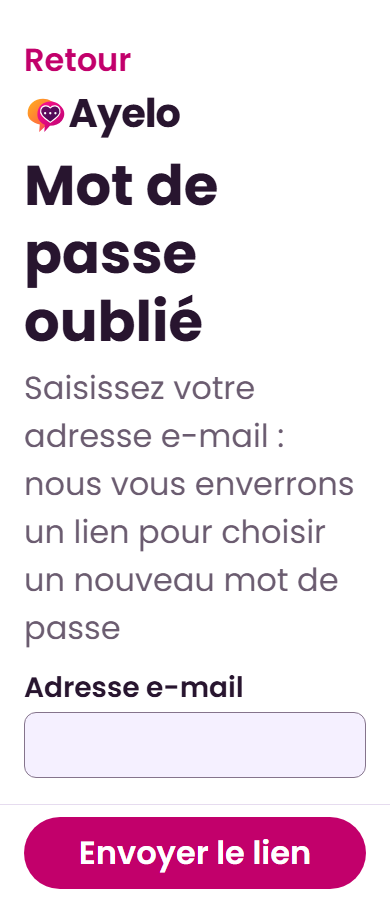 Retour
Ayelo
Mot de
passe
oublié
Saisissez votre
adresse e-mail :
nous vous enverrons
un lien pour choisir
un nouveau mot de
passe
Adresse e-mail
Envoyer le lien